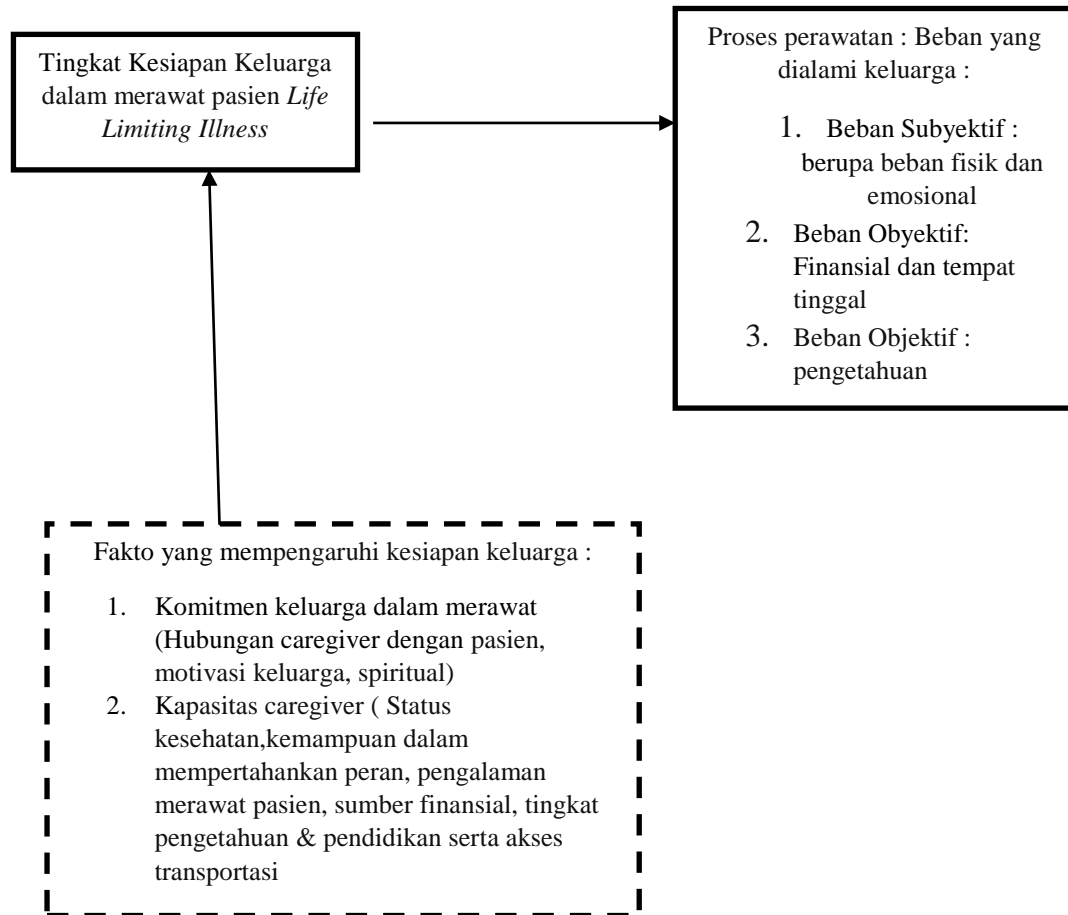 Tingkat Kesiapan Keluarga
dalam merawat pasien Life
Limiting Illness
Proses perawatan : Beban yang
dialami keluarga :
1. Beban Subyektif :
berupa beban fisik dan
emosional
2. Beban Obyektif:
Finansial dan tempat
tinggal
3. Beban Objektif :
pengetahuan
Fakto yang mempengaruhi kesiapan keluarga :
1. Komitmen keluarga dalam merawat
(Hubungan caregiver dengan pasien,
motivasi keluarga, spiritual)
2. Kapasitas caregiver ( Status
kesehatan,kemampuan dalam
mempertahankan peran, pengalaman
merawat pasien, sumber finansial, tingkat
pengetahuan & pendidikan serta akses
transportasi